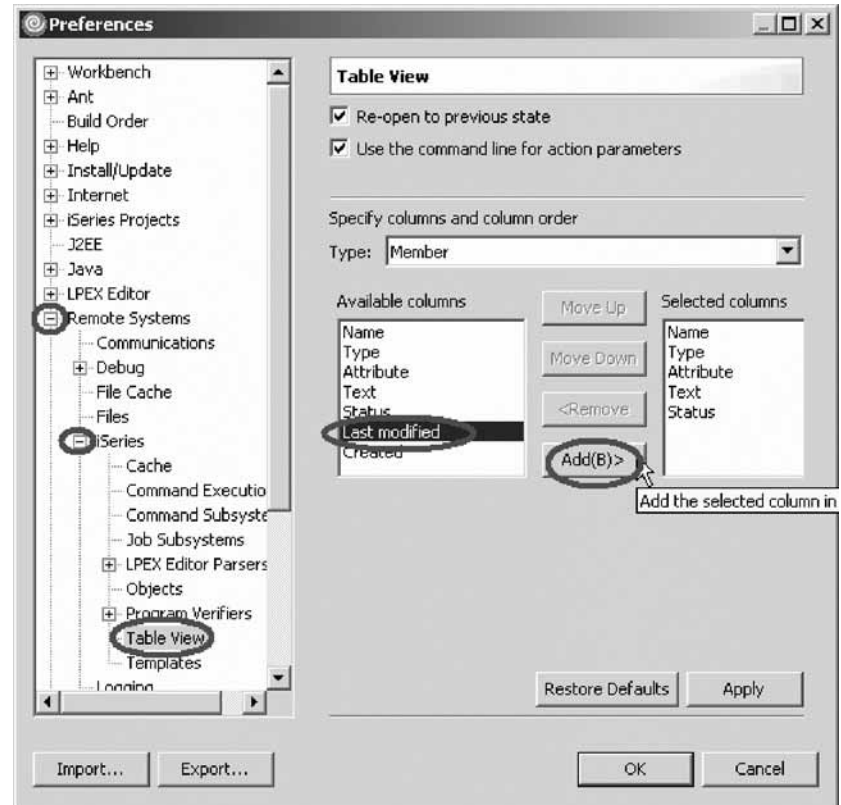 Preferences
Workbench
Ant
Build Order
Help
Install/Update
Internet
iSeries Projects
J2EE
Java
LPEX Editor
Remote Systems
Communications
Debug
File Cache
Files
iSeries
Cache
Command Executio
Command Subsyste
Job Subsystems
LPEX Editor Parsers
Objects
Program Verifiers
Table View
Templates
Logging
Table View
Re-open to previous state
Use the command line for action parameters
Specify columns and column order
Type: Member
Available columns
Name
Type
Attribute
Text
Status
Last modified
Created
Move Up
Move Down
<Remove
Add(B)>
Add the selected column in
Selected columns
Name
Type
Attribute
Text
Status
Restore Defaults
Apply
Import...
Export...
OK
Cancel